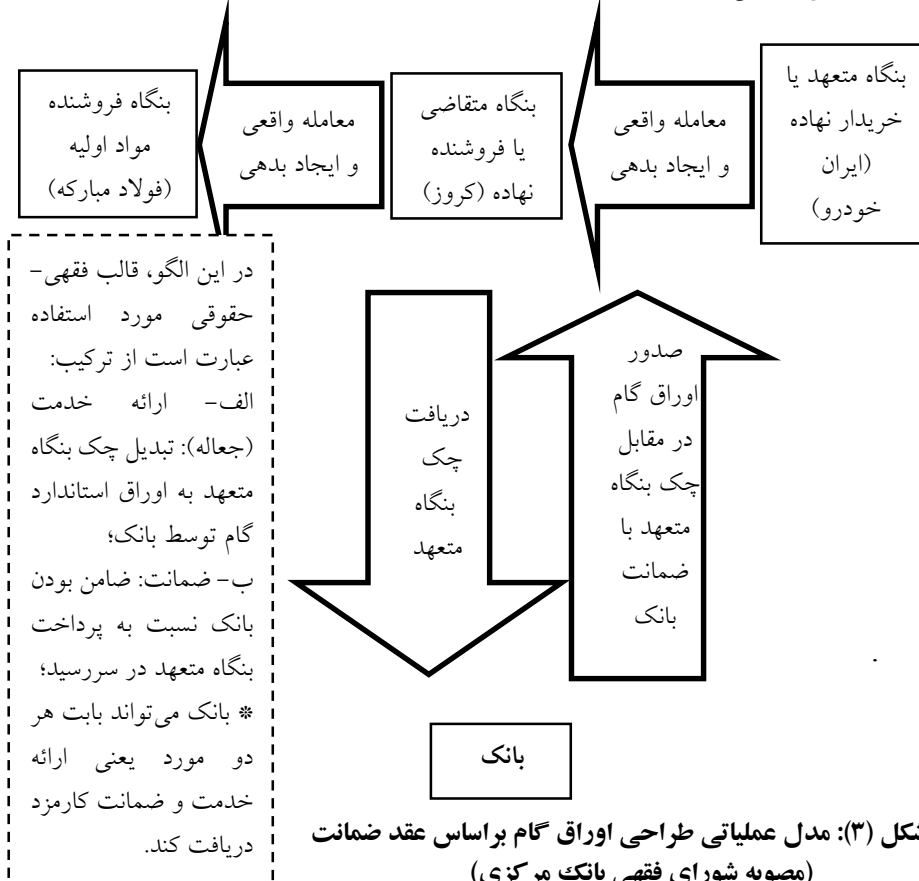 بنگاه متعهد یا
خریدار نهاده
(ایران
خودرو)
معامله واقعی
و ایجاد بدهی
بنگاه متقاضی
یا فروشنده
نهاده (کروز)
معامله واقعی
و ایجاد بدهی
بنگاه فروشنده
مواد اولیه
(فولاد مبارکه)
صدور
اوراق گام
در مقابل
چک بنگاه
متعهد با
ضمانت
بانک
دریافت
چک
بنگاه
متعهد
در این الگو، قالب فقهی-
حقوقی مورد استفاده
عبارت است از ترکیب:
الف- ارائه خدمت
(جعاله): تبدیل چک بنگاه
متعهد به اوراق استاندارد
گام توسط بانک؛
ب- ضمانت: ضامن بودن
بانک نسبت به پرداخت
بنگاه متعهد در سررسید؛
* بانک می‌تواند بابت هر
دو مورد یعنی ارائه
خدمت و ضمانت کارمزد
دریافت کند.
بانک
شکل (۳): مدل عملیاتی طراحی اوراق گام براساس عقد ضمانت
(مصوبه شورای فقهی بانک مرکزی)